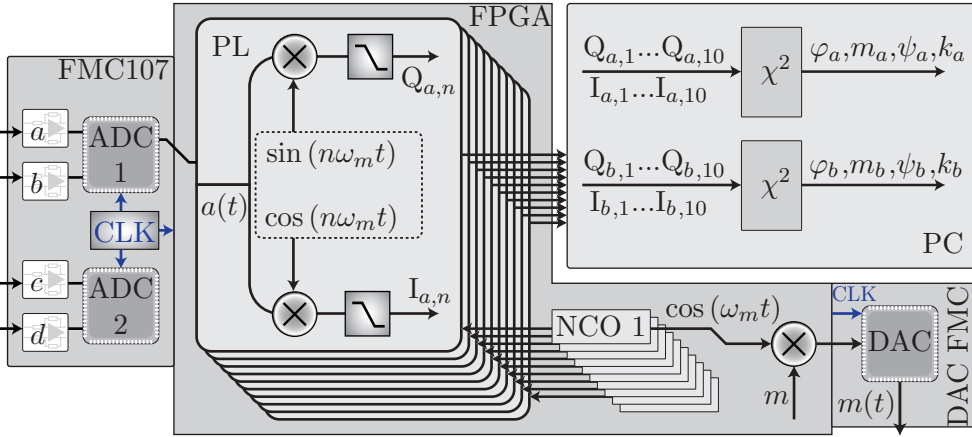 FMC107
a
b
ADC
1
CLK
c
d
ADC
2
FPGA
PL
Q_{a,n}
sin (nω_m t)
a(t)
cos (nω_m t)
I_{a,n}
NCO 1
cos (ω_m t)
m
Q_{a,1}...Q_{a,10}
I_{a,1}...I_{a,10}
χ²
φ_a,m_a,ψ_a,k_a
Q_{b,1}...Q_{b,10}
I_{b,1}...I_{b,10}
χ²
φ_b,m_b,ψ_b,k_b
PC
CLK
DAC
m(t)
DAC FMC